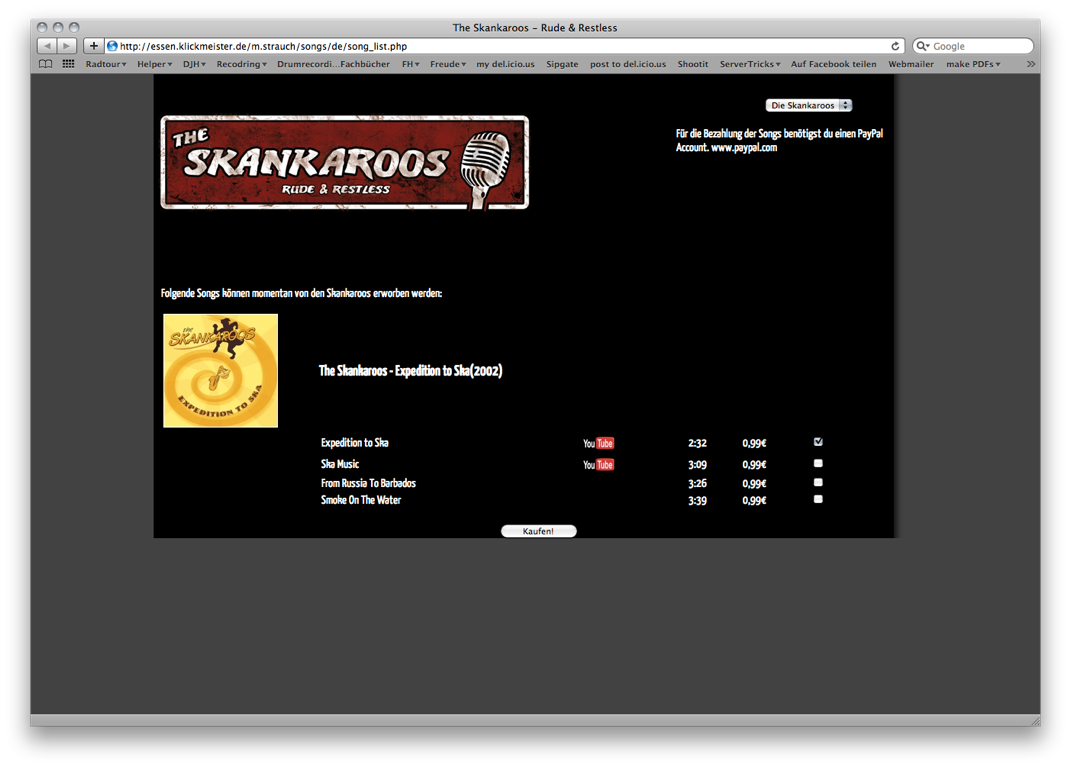 The Skankaroos – Rude & Restless
http://essen.klickmeister.de/m.strauch/songs/de/song_list.php
Google
Radtour Helper DJH Recodring Drumrecordi...Fachbücher FH Freude my del.icio.us Sipgate post to del.icio.us Shootit ServerTricks Auf Facebook teilen Webmailer make PDFs
Die Skankaroos
THE
SKANKAROOS
RUDE & RESTLESS
Für die Bezahlung der Songs benötigst du einen PayPal
Account. www.paypal.com
Folgende Songs können momentan von den Skankaroos erworben werden:
THE
SKANKAROOS
EXPEDITION TO SKA
The Skankaroos - Expedition to Ska(2002)
Expedition to Ska YouTube 2:32 0,99€
Ska Music YouTube 3:09 0,99€
From Russia To Barbados 3:26 0,99€
Smoke On The Water 3:39 0,99€
Kaufen!